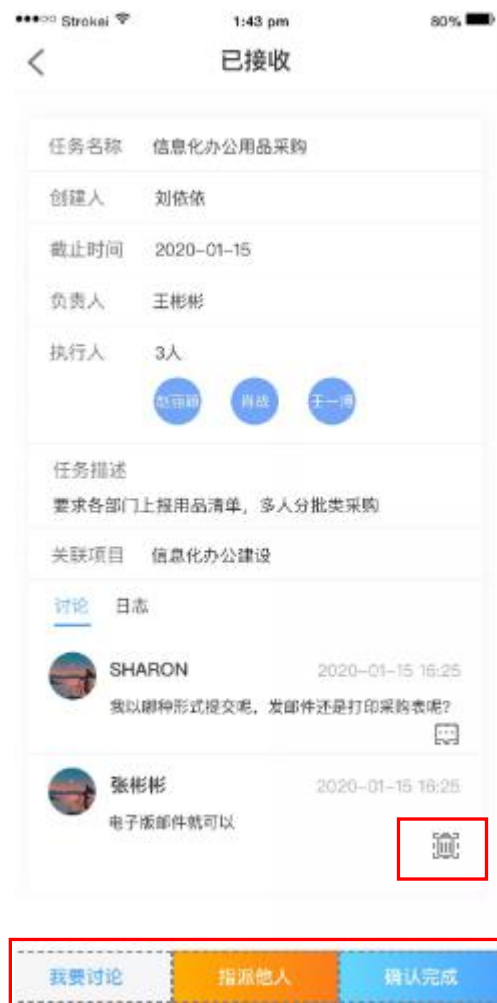 Strokei
1:43 pm
80%
已接收
任务名称 信息化办公用品采购
创建人 刘依依
截止时间 2020-01-15
负责人 王彬彬
执行人 3人
赵丽颖 肖战 王一博
任务描述
要求各部门上报用品清单，多人分批类采购
关联项目 信息化办公建设
讨论 日志
SHARON 2020-01-15 16:25
我以哪种形式提交呢，发邮件还是打印采购表呢？
张彬彬 2020-01-15 16:25
电子版邮件就可以
我要讨论 指派他人 确认完成